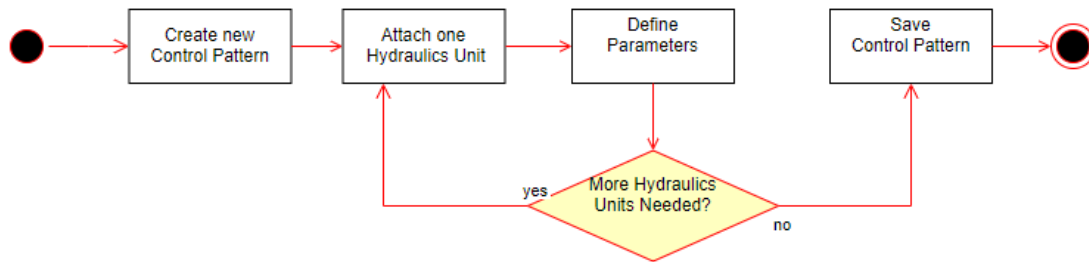 Create new
Control Pattern
Attach one
Hydraulics Unit
Define
Parameters
Save
Control Pattern
More Hydraulics
Units Needed?
yes
no